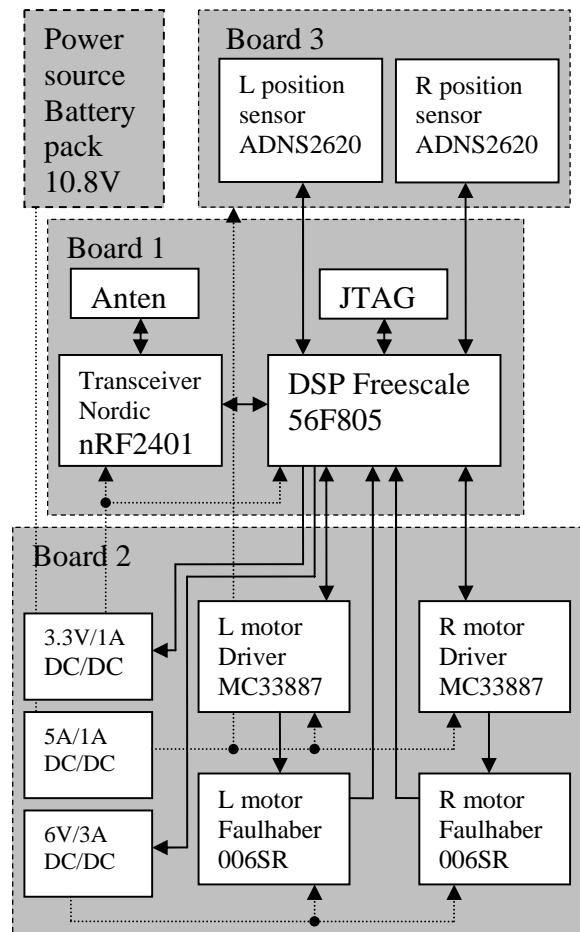 Power
source
Battery
pack
10.8V
Board 3
L position
sensor
ADNS2620
R position
sensor
ADNS2620
Board 1
Anten
JTAG
Transceiver
Nordic
nRF2401
DSP Freescale
56F805
Board 2
3.3V/1A
DC/DC
L motor
Driver
MC33887
R motor
Driver
MC33887
5A/1A
DC/DC
6V/3A
DC/DC
L motor
Faulhaber
006SR
R motor
Faulhaber
006SR